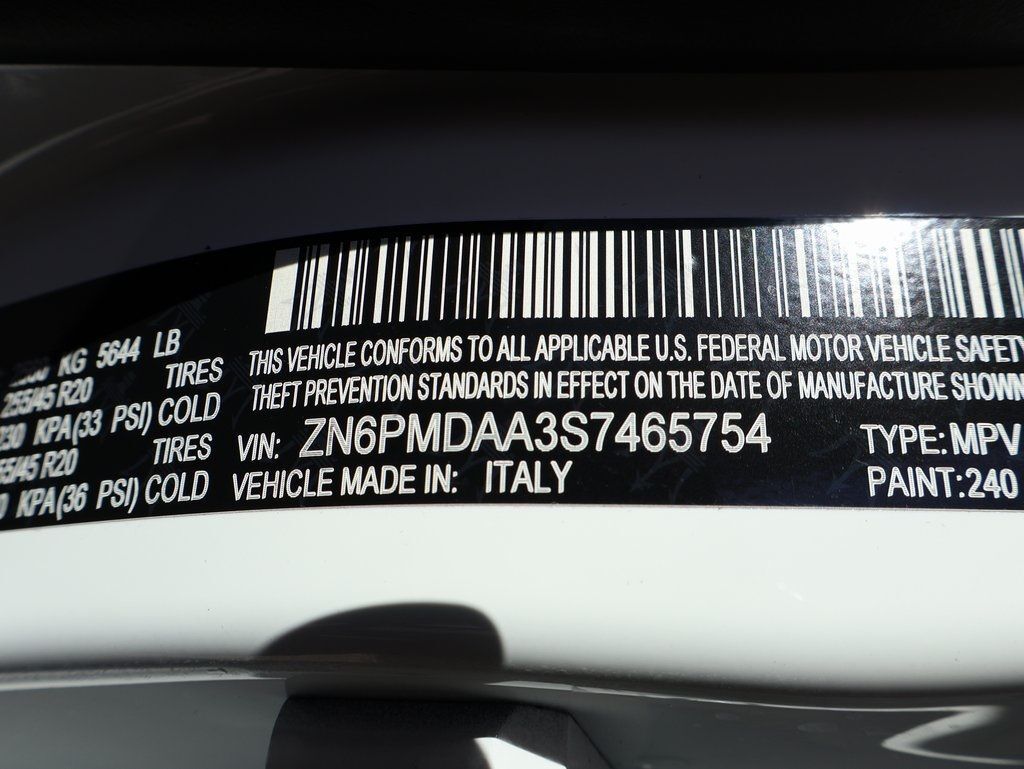 KG 5644 LB
255/45 R20 TIRES
KPA(33 PSI) COLD
R20 TIRES
KPA(36 PSI) COLD
THIS VEHICLE CONFORMS TO ALL APPLICABLE U.S. FEDERAL MOTOR VEHICLE SAFETY
THEFT PREVENTION STANDARDS IN EFFECT ON THE DATE OF MANUFACTURE SHOWN
VIN: ZN6PMDAA3S7465754 TYPE: MPV
VEHICLE MADE IN: ITALY PAINT: 240